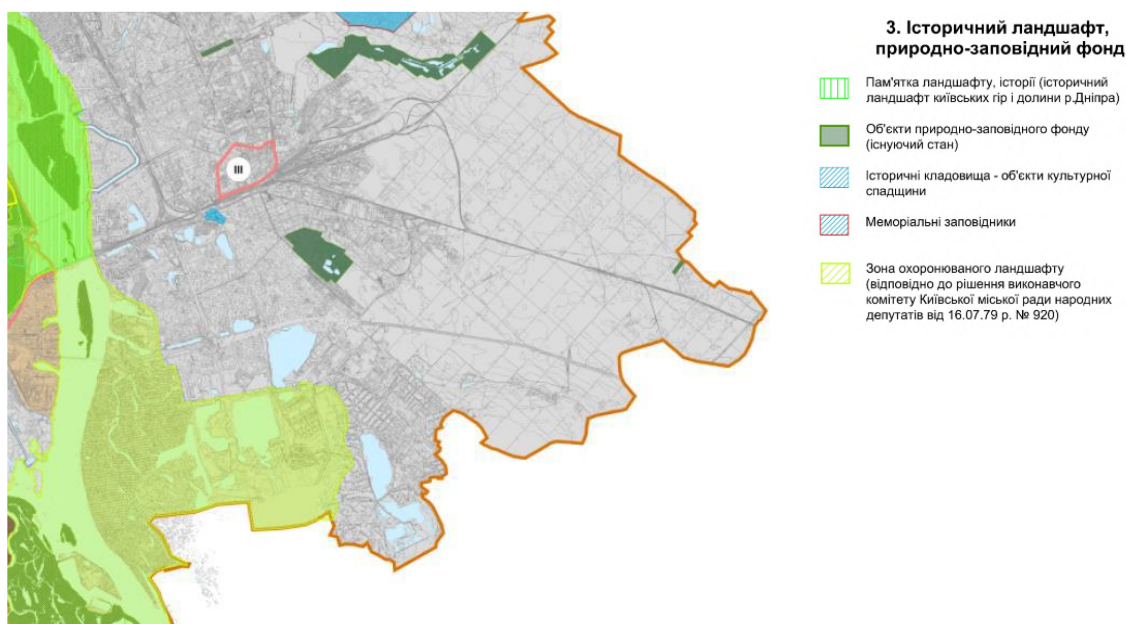 3. Історичний ландшафт,
природно-заповідний фонд
Пам'ятка ландшафту, історії (історичний
ландшафт київських гір і долини р.Дніпра)
Об'єкти природно-заповідного фонду
(існуючий стан)
Історичні кладовища - об'єкти культурної
спадщини
Меморіальні заповідники
Зона охоронюваного ландшафту
(відповідно до рішення виконавчого
комітету Київської міської ради народних
депутатів від 16.07.79 р. № 920)
III